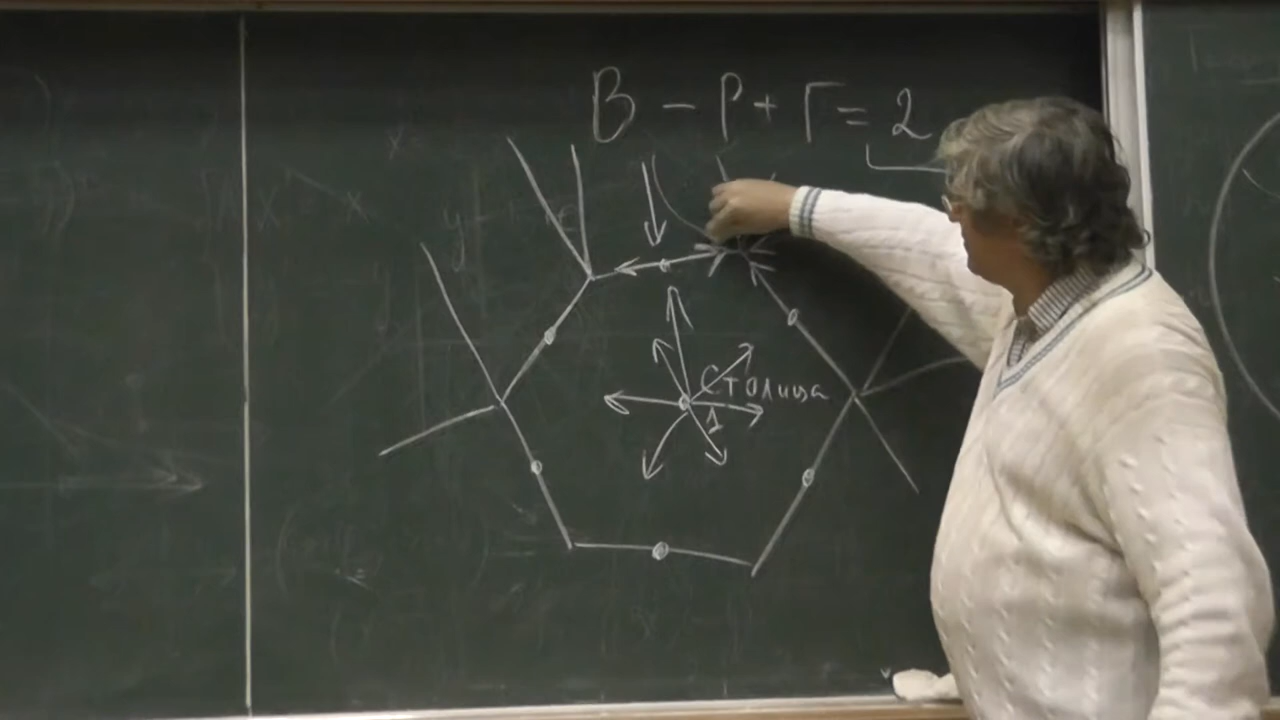 В - Р + Г = 2
Столица
1